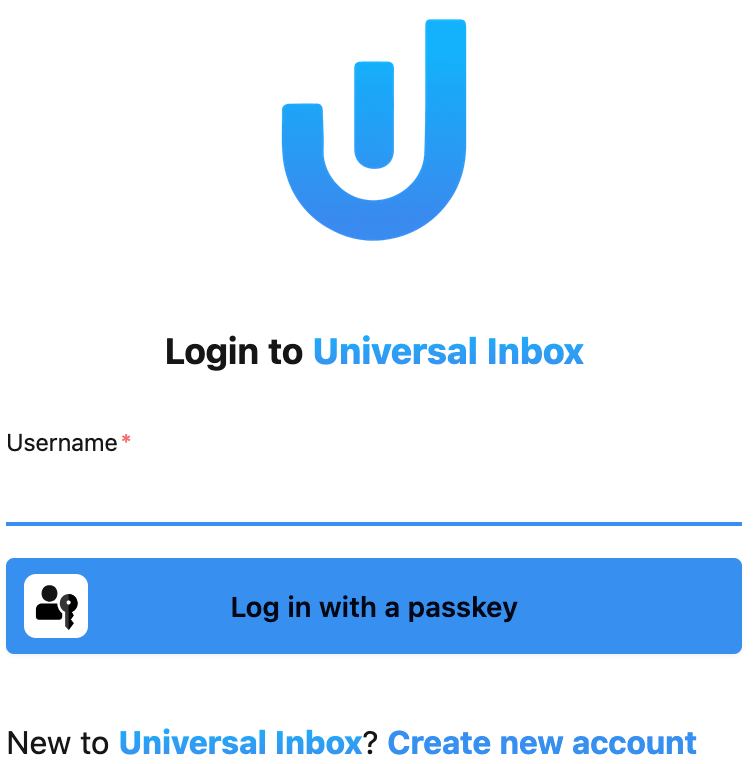 Login to Universal Inbox
Username*
Log in with a passkey
New to Universal Inbox? Create new account